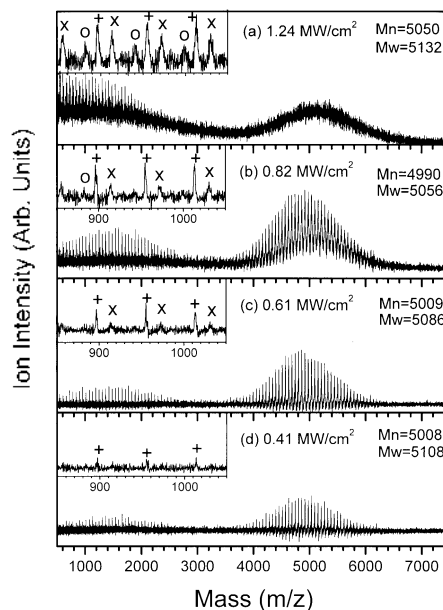 x + x + x + x
o o o
(a) 1.24 MW/cm²
Mn=5050
Mw=5132
+ + +
o x x x
900 1000
(b) 0.82 MW/cm²
Mn=4990
Mw=5056
+ + +
x x x
900 1000
(c) 0.61 MW/cm²
Mn=5009
Mw=5086
+ + +
900 1000
(d) 0.41 MW/cm²
Mn=5008
Mw=5108
Ion Intensity (Arb. Units)
1000 2000 3000 4000 5000 6000 7000
Mass (m/z)